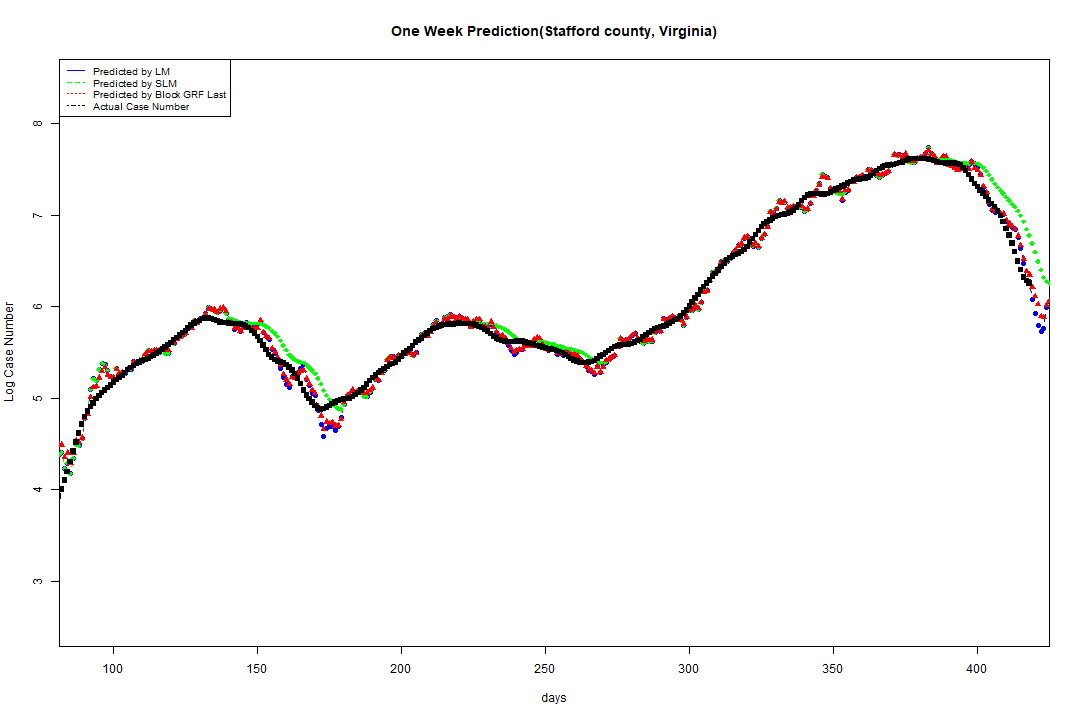 One Week Prediction(Stafford county, Virginia)
Predicted by LM
Predicted by SLM
Predicted by Block GRF Last
Actual Case Number
8
7
6
5
4
3
Log Case Number
100 150 200 250 300 350 400
days